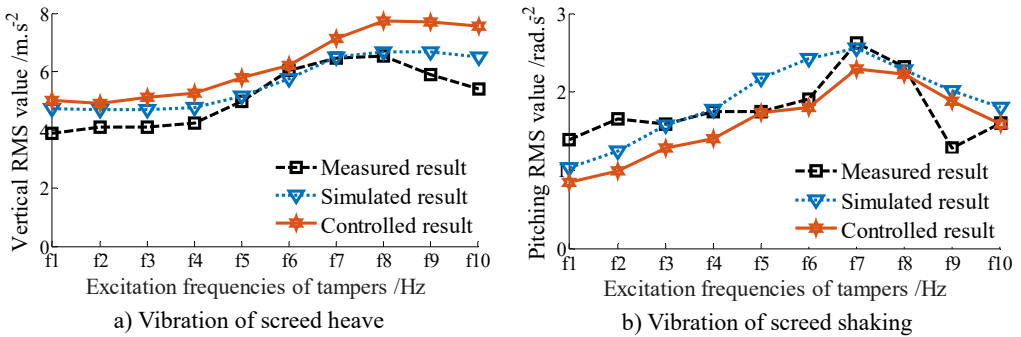 Vertical RMS value /m.s-2
8
6
4
2
0
Measured result
Simulated result
Controlled result
f1 f2 f3 f4 f5 f6 f7 f8 f9 f10
Excitation frequencies of tampers /Hz
a) Vibration of screed heave
Pitching RMS value /rad.s-2
3
2
1
0
Measured result
Simulated result
Controlled result
f1 f2 f3 f4 f5 f6 f7 f8 f9 f10
Excitation frequencies of tampers /Hz
b) Vibration of screed shaking